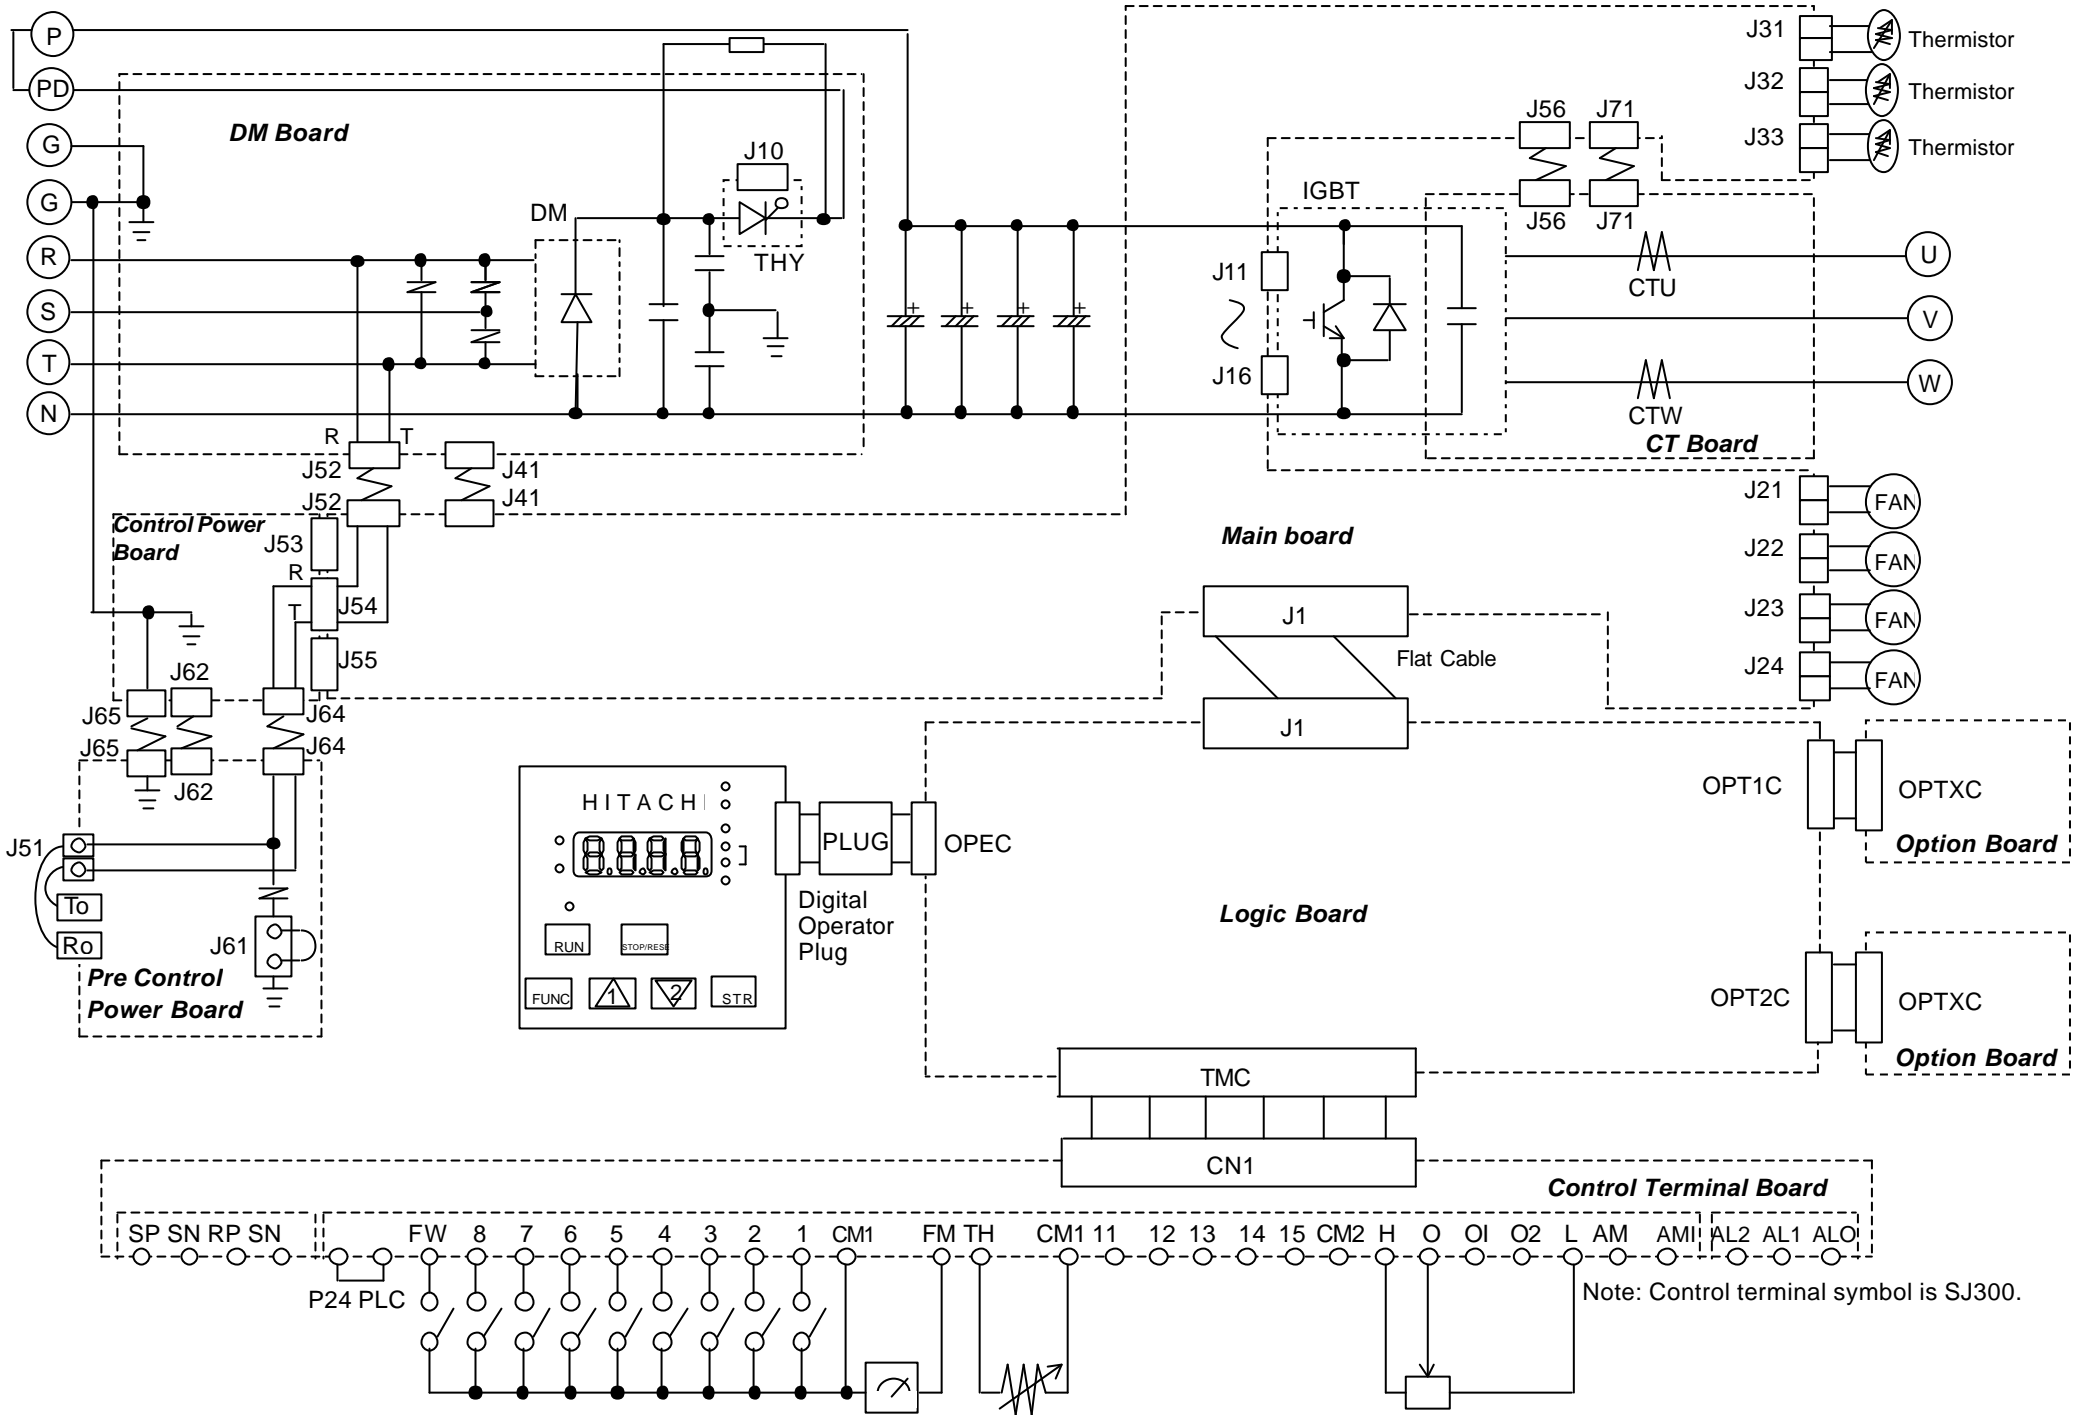 P
J31
Thermistor
PD
J32
Thermistor
DM Board
J56 J71
G
J10
J33
Thermistor
IGBT
G
DM
J56 J71
R
THY
J11
U
CTU
S
V
T
J16
W
N
CTW
R T
CT Board
J52
J41
J52
J41
J21
FAN
Control Power
Board
J53
Main board
J22
FAN
R
T
J54
J1
J23
FAN
J55
Flat Cable
J24
FAN
J62
J65
J64
J1
J65
J64
J62
OPT1C
OPTXC
HITACHI
J51
8.8.8.8.
PLUG
OPEC
Option Board
Digital
Operator
Plug
To
Logic Board
Ro
J61
RUN
STOP/RESE
Pre Control
Power Board
FUNC
1
2
STR
OPT2C
OPTXC
Option Board
TMC
CN1
Control Terminal Board
SP SN RP SN
FW 8 7 6 5 4 3 2 1 CM1 FM TH CM1 11 12 13 14 15 CM2 H O OI O2 L AM AMI AL2 AL1 ALO
P24 PLC
Note: Control terminal symbol is SJ300.